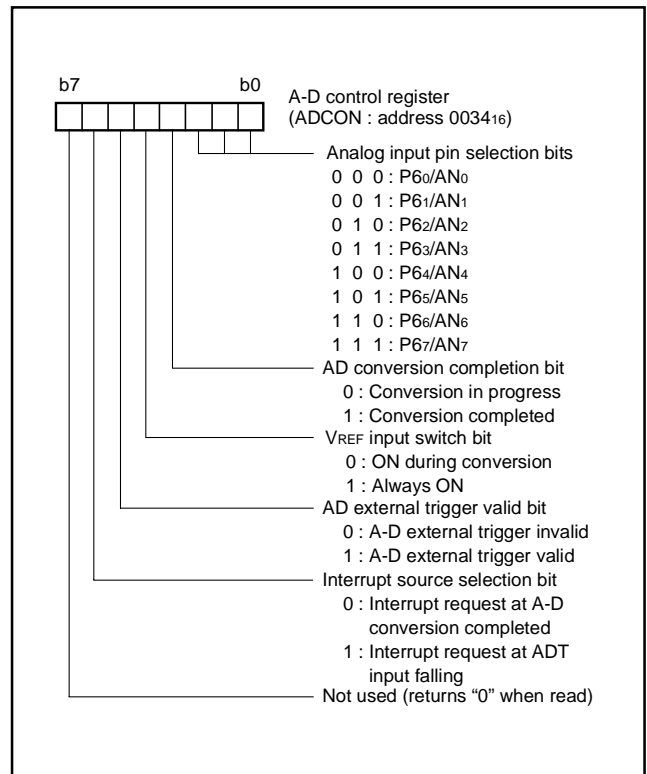 b7 b0
A-D control register
(ADCON : address 0034₁₆)
Analog input pin selection bits
0 0 0 : P6₀/AN₀
0 0 1 : P6₁/AN₁
0 1 0 : P6₂/AN₂
0 1 1 : P6₃/AN₃
1 0 0 : P6₄/AN₄
1 0 1 : P6₅/AN₅
1 1 0 : P6₆/AN₆
1 1 1 : P6₇/AN₇
AD conversion completion bit
0 : Conversion in progress
1 : Conversion completed
VREF input switch bit
0 : ON during conversion
1 : Always ON
AD external trigger valid bit
0 : A-D external trigger invalid
1 : A-D external trigger valid
Interrupt source selection bit
0 : Interrupt request at A-D
conversion completed
1 : Interrupt request at ADT
input falling
Not used (returns “0” when read)